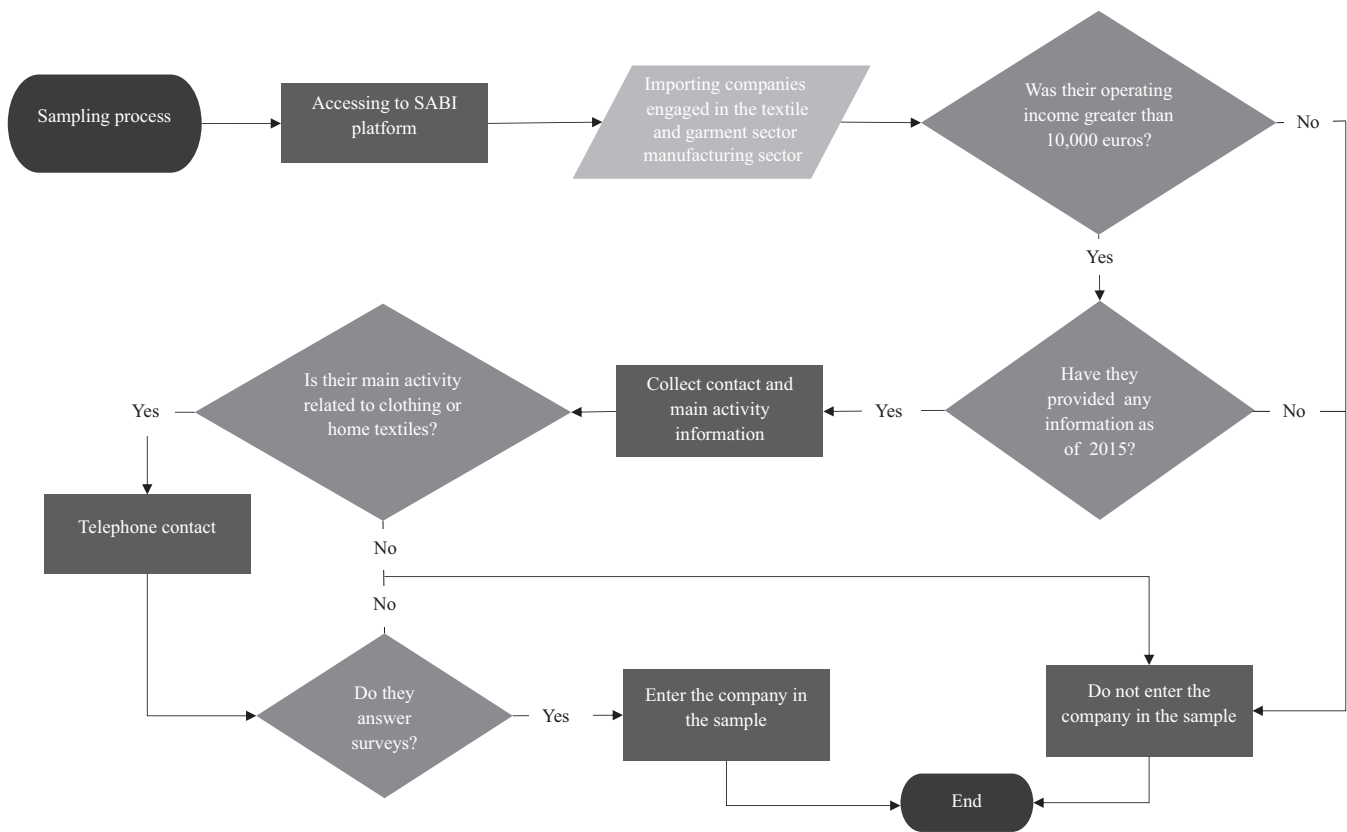 Sampling process
Accessing to SABI
platform
Importing companies
engaged in the textile
and garment sector
manufacturing sector
Was their operating
income greater than
10,000 euros?
No
Yes
Have they
provided any
information as
of 2015?
No
Yes
Collect contact and
main activity
information
Is their main activity
related to clothing or
home textiles?
Yes
Telephone contact
No
No
Do they
answer
surveys?
Yes
Enter the company in
the sample
Do not enter the
company in the sample
End